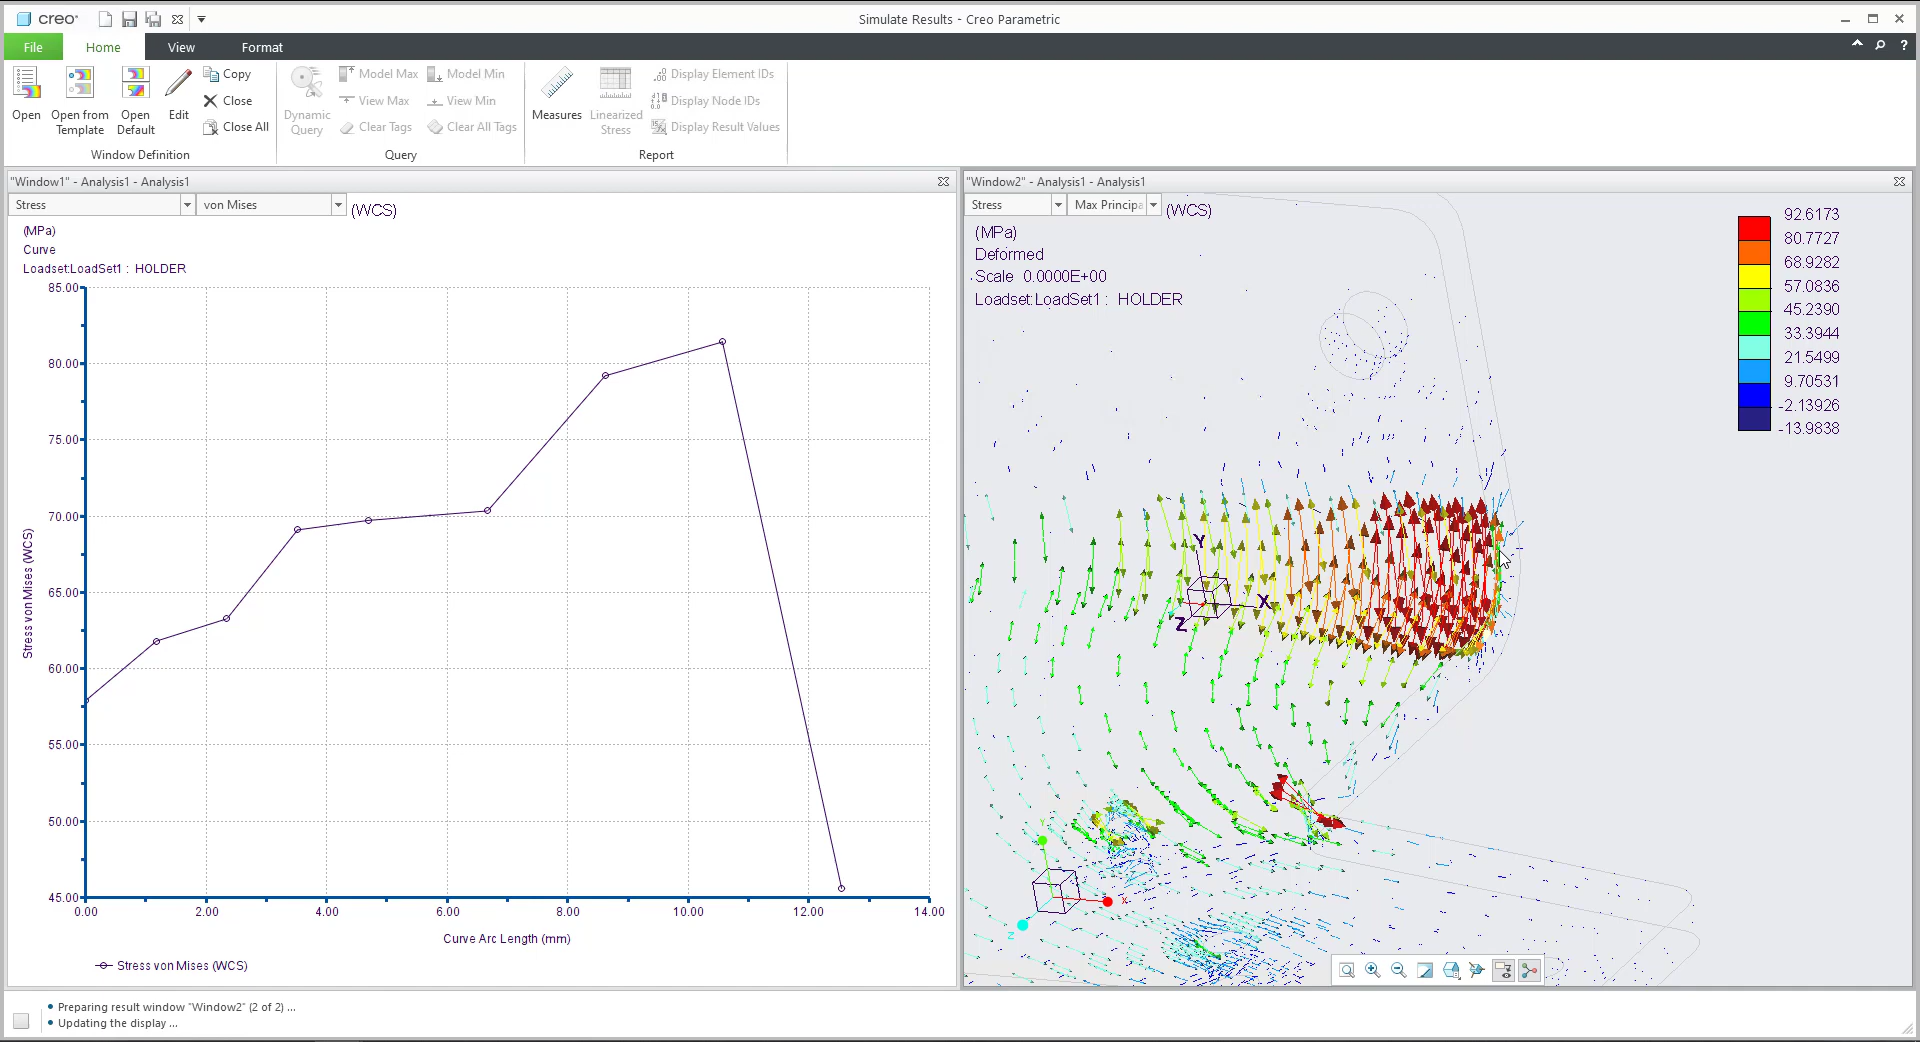 creo®
Simulate Results - Creo Parametric
File
Home
View
Format
?
Open
Open from
Template
Open
Default
Edit
Copy
Close
Close All
Window Definition
Dynamic
Query
Model Max
Model Min
View Max
View Min
Clear Tags
Clear All Tags
Query
Measures
Linearized
Stress
Display Element IDs
Display Node IDs
Display Result Values
Report
"Window1" - Analysis1 - Analysis1
Stress
von Mises
(WCS)
(MPa)
Curve
Loadset:LoadSet1 : HOLDER
85.00
80.00
75.00
70.00
65.00
60.00
55.00
50.00
45.00
Stress von Mises (WCS)
0.00 2.00 4.00 6.00 8.00 10.00 12.00 14.00
Curve Arc Length (mm)
Stress von Mises (WCS)
"Window2" - Analysis1 - Analysis1
Stress
Max Principa
(WCS)
(MPa)
Deformed
Scale 0.0000E+00
Loadset:LoadSet1 : HOLDER
92.6173
80.7727
68.9282
57.0836
45.2390
33.3944
21.5499
9.70531
-2.13926
-13.9838
Y
X
Z
Y
X
Z
Preparing result window "Window2" (2 of 2) ...
Updating the display ...